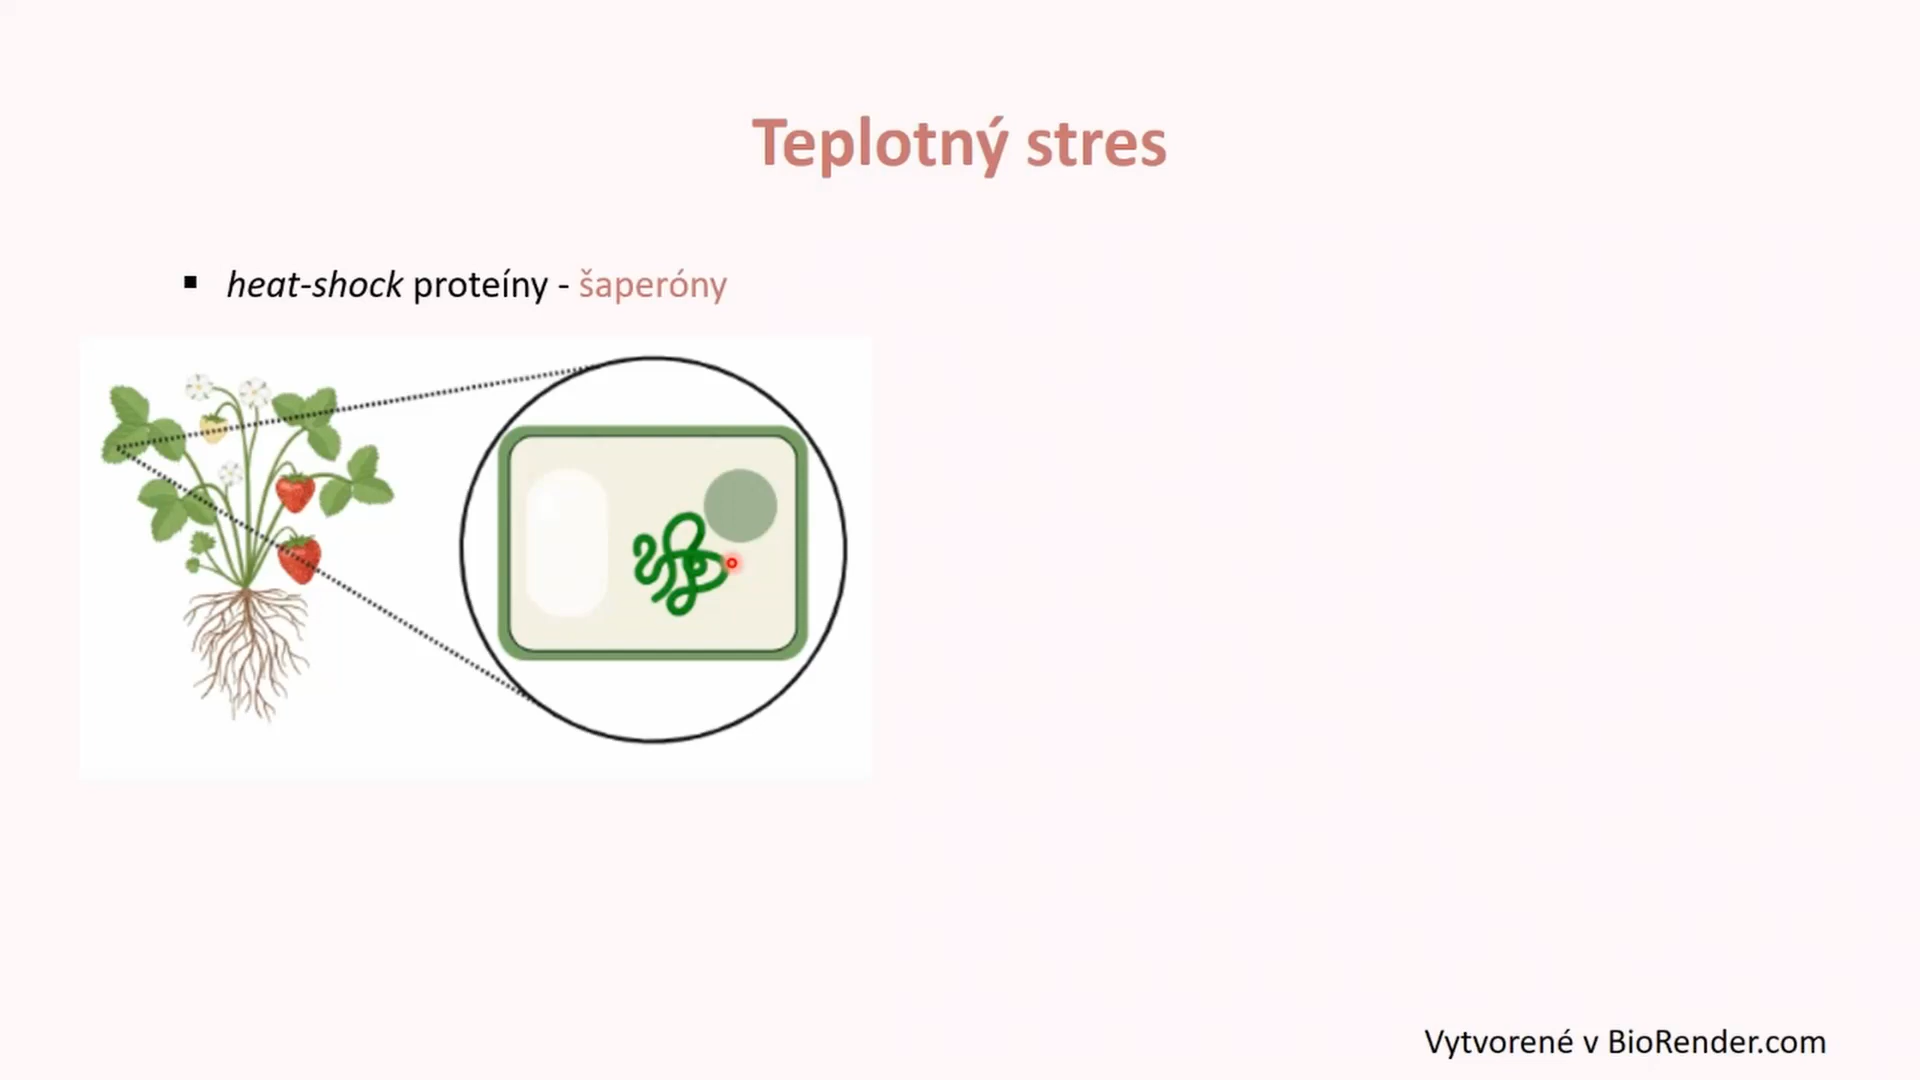 Teplotný stres
▪ heat-shock proteíny - šaperóny
Vytvorené v BioRender.com